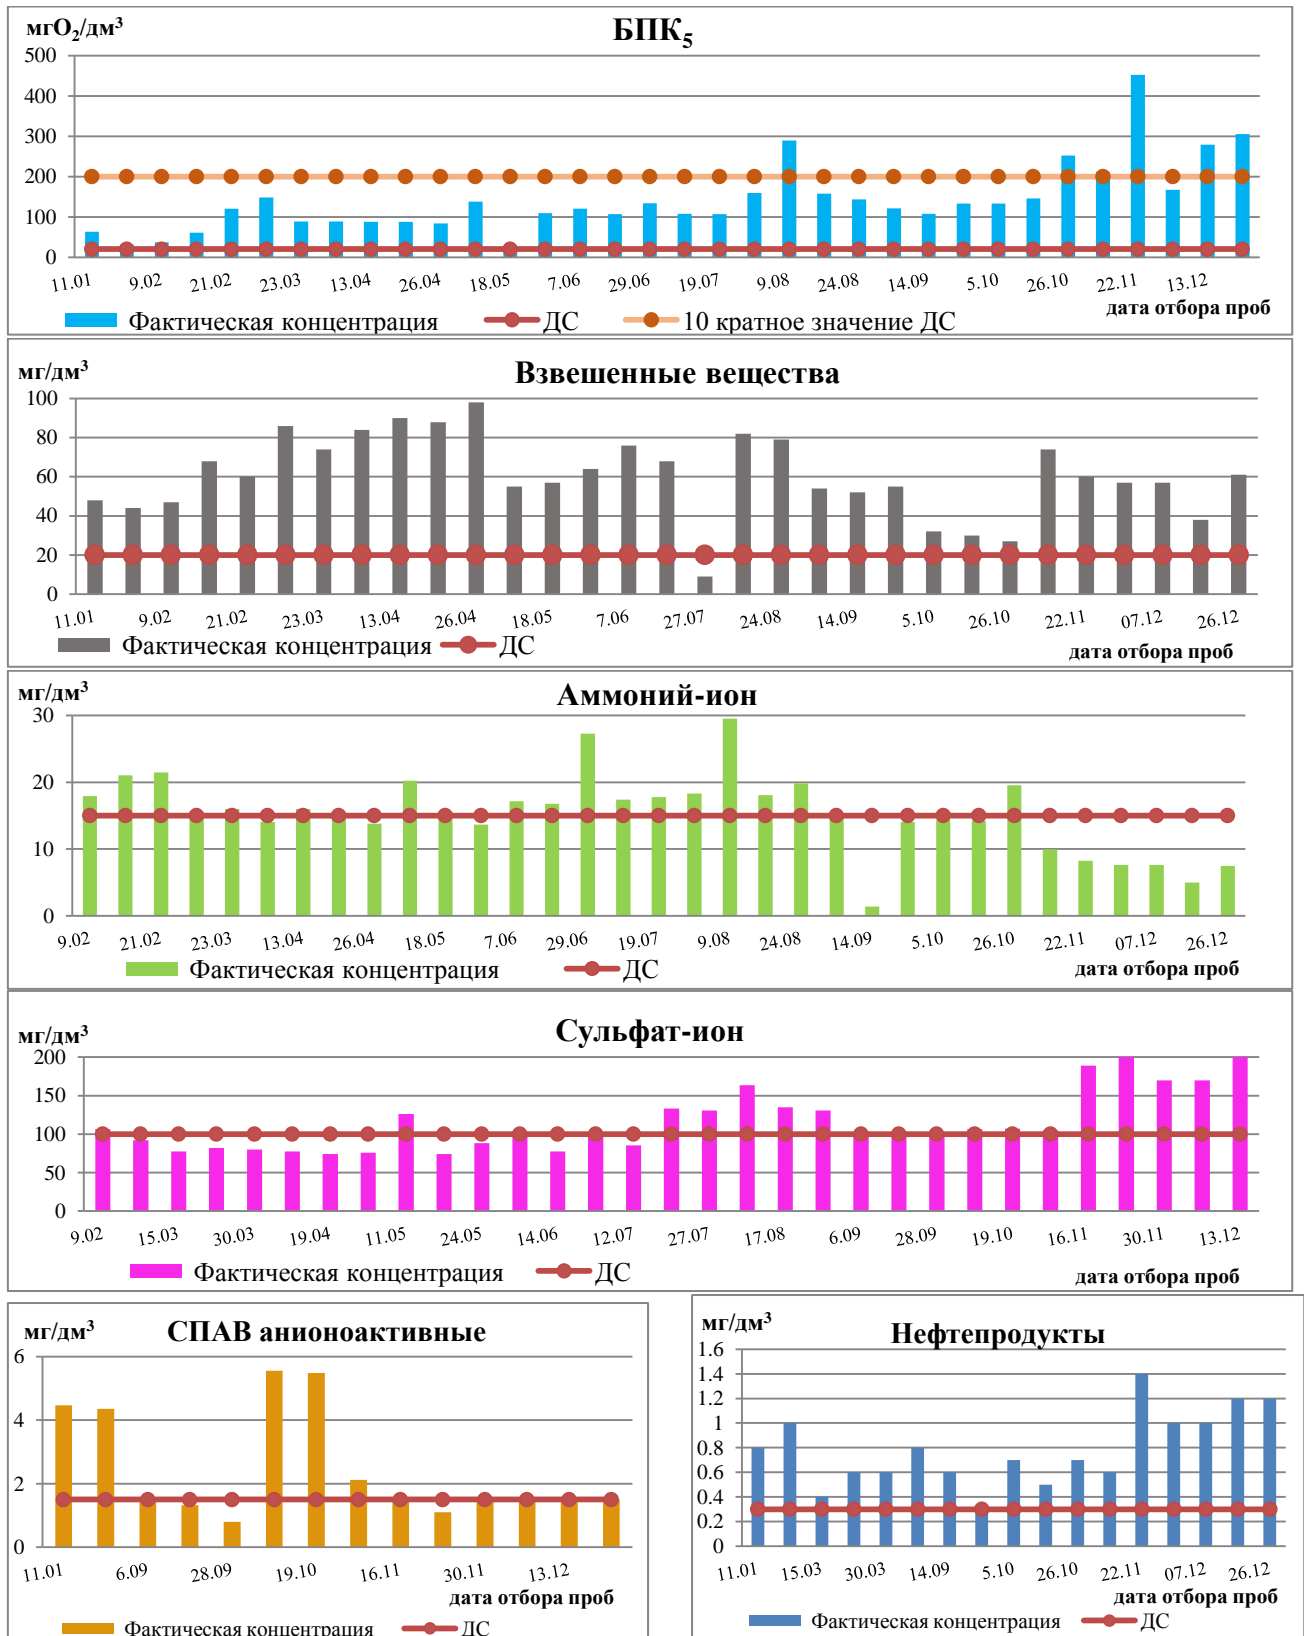 мгО₂/дм³
БПК₅
500
400
300
200
100
0
11.01 9.02 21.02 23.03 13.04 26.04 18.05 7.06 29.06 19.07 9.08 24.08 14.09 5.10 26.10 22.11 13.12
дата отбора проб
Фактическая концентрация ДС 10 кратное значение ДС
мг/дм³
Взвешенные вещества
100
80
60
40
20
0
11.01 9.02 21.02 23.03 13.04 26.04 18.05 7.06 27.07 24.08 14.09 5.10 26.10 22.11 07.12 26.12
Фактическая концентрация ДС
дата отбора проб
мг/дм³
Аммоний-ион
30
20
10
0
9.02 21.02 23.03 13.04 26.04 18.05 7.06 29.06 19.07 9.08 24.08 14.09 5.10 26.10 22.11 07.12 26.12
Фактическая концентрация ДС
дата отбора проб
мг/дм³
Сульфат-ион
200
150
100
50
0
9.02 15.03 30.03 19.04 11.05 24.05 14.06 12.07 27.07 17.08 6.09 28.09 19.10 16.11 30.11 13.12
Фактическая концентрация ДС
дата отбора проб
мг/дм³
СПАВ анионоактивные
6
4
2
0
11.01 6.09 28.09 19.10 16.11 30.11 13.12
дата отбора проб
Фактическая концентрация ДС
мг/дм³
Нефтепродукты
1.6
1.4
1.2
1
0.8
0.6
0.4
0.2
0
11.01 15.03 30.03 14.09 5.10 26.10 22.11 07.12 26.12
дата отбора проб
Фактическая концентрация ДС